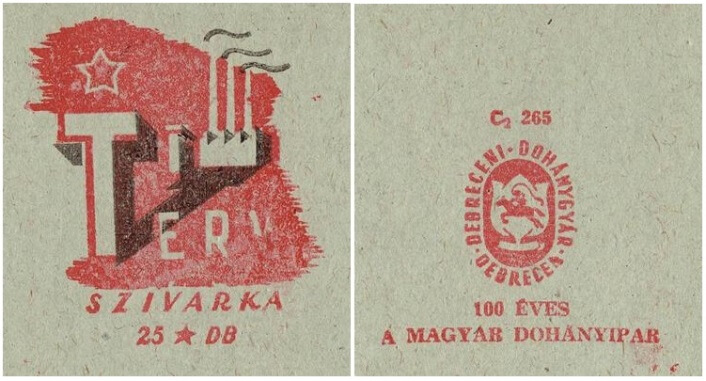 TERV
SZIVARKA
25 ★ DB
C₂ 265
DEBRECENI · DOHÁNYGYÁR · DEBRECEN ·
100 ÉVES
A MAGYAR DOHÁNYIPAR